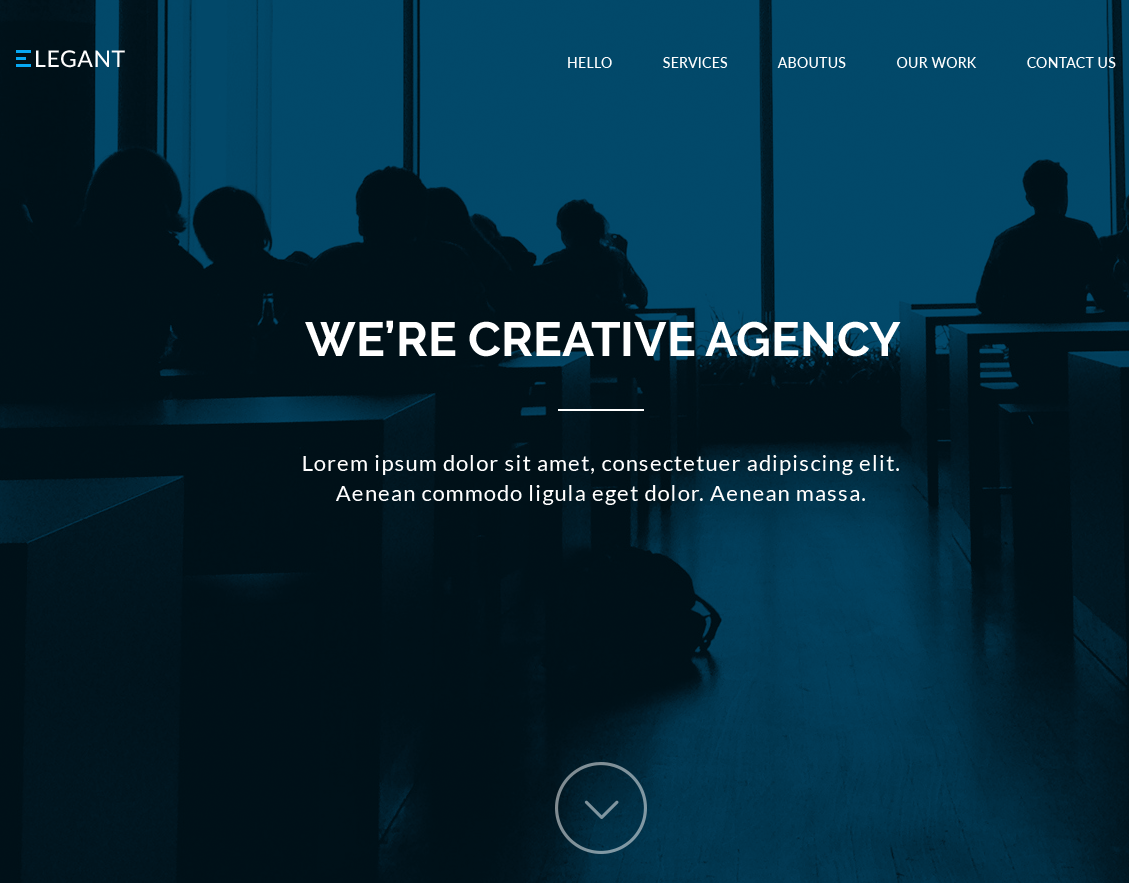 ELEGANT
HELLO SERVICES ABOUTUS OUR WORK CONTACT US
WE’RE CREATIVE AGENCY
Lorem ipsum dolor sit amet, consectetuer adipiscing elit.
Aenean commodo ligula eget dolor. Aenean massa.